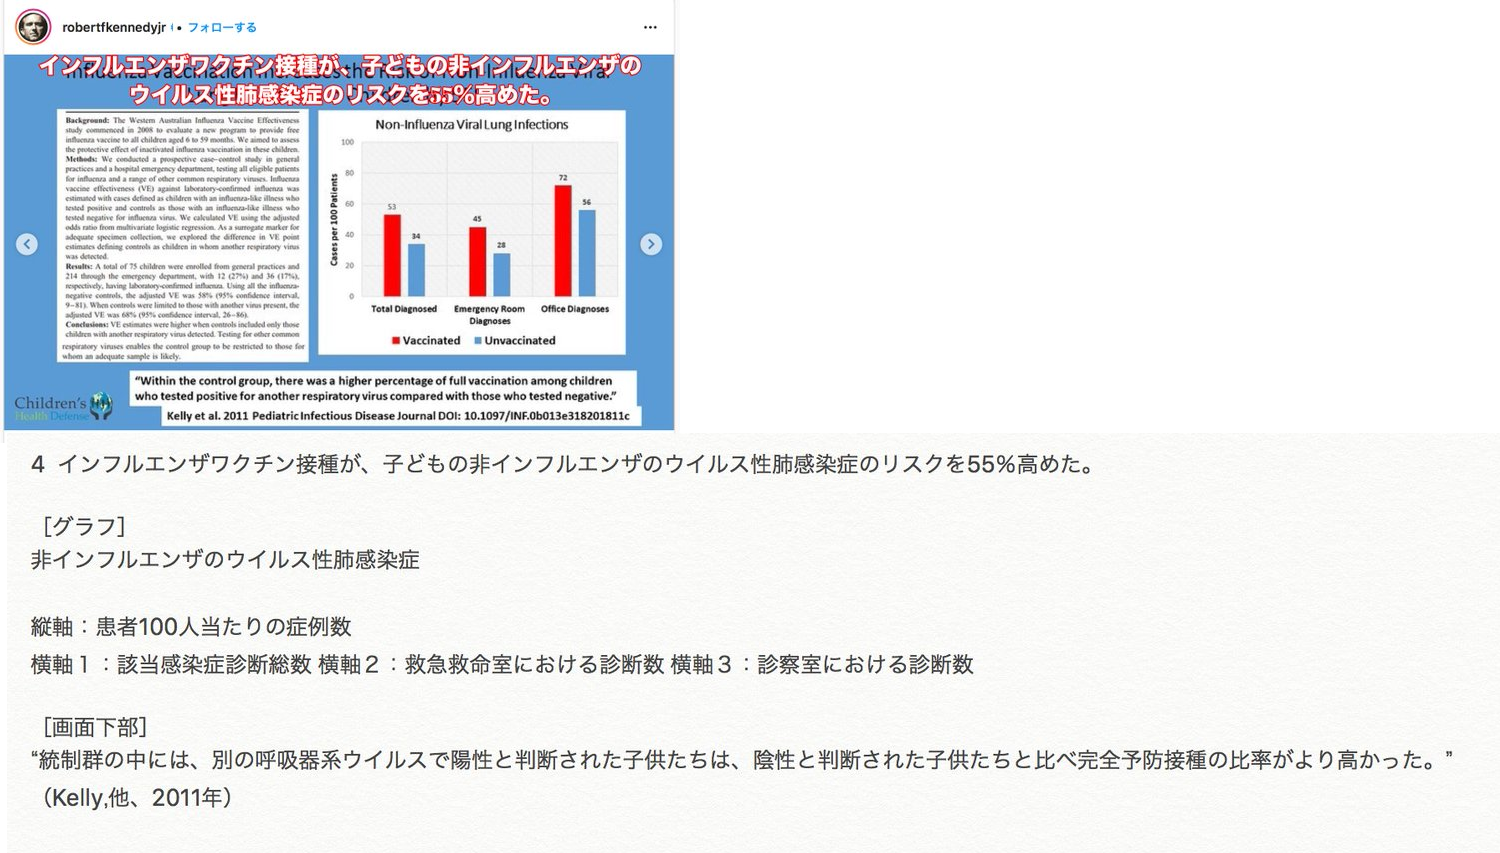 robertfkennedyjr
• フォローする
インフルエンザワクチン接種が、子どもの非インフルエンザの
ウイルス性肺感染症のリスクを55%高めた。
Background: The Western Australian Influenza Vaccine Effectiveness
study commenced in 2008 to evaluate a new program to provide free
influenza vaccine to all children aged 6 to 59 months. We aimed to assess
the protective effect of inactivated influenza vaccination in these children.
Methods: We conducted a prospective case–control study in general
practices and a hospital emergency department, testing all eligible patients
for influenza and a range of other common respiratory viruses. Influenza
vaccine effectiveness (VE) against laboratory-confirmed influenza was
estimated with cases defined as children with an influenza-like illness who
tested positive and controls as those with an influenza-like illness who
tested negative for influenza virus. We calculated VE using the adjusted
odds ratio from multivariate logistic regression. As a surrogate marker for
adequate specimen collection, we explored the difference in VE point
estimates defining controls as children in whom another respiratory virus
was detected.
Results: A total of 75 children were enrolled from general practices and
214 through the emergency department, with 12 (27%) and 36 (17%),
respectively, having laboratory-confirmed influenza. Using all the influenza-
negative controls, the adjusted VE was 58% (95% confidence interval,
9–81). When controls were limited to those with another virus present, the
adjusted VE was 68% (95% confidence interval, 26–86).
Conclusions: VE estimates were higher when controls included only those
children with another respiratory virus detected. Testing for other common
respiratory viruses enables the control group to be restricted to those for
whom an adequate sample is likely.
Non-Influenza Viral Lung Infections
Cases per 100 Patients
100
80
60
40
20
0
53
34
45
28
72
56
Total Diagnosed
Emergency Room
Diagnoses
Office Diagnoses
Vaccinated
Unvaccinated
Children's
Health Defense
“Within the control group, there was a higher percentage of full vaccination among children
who tested positive for another respiratory virus compared with those who tested negative.”
Kelly et al. 2011 Pediatric Infectious Disease Journal DOI: 10.1097/INF.0b013e318201811c
4 インフルエンザワクチン接種が、子どもの非インフルエンザのウイルス性肺感染症のリスクを55%高めた。
［グラフ］
非インフルエンザのウイルス性肺感染症
縦軸：患者100人当たりの症例数
横軸１：該当感染症診断総数 横軸２：救急救命室における診断数 横軸３：診察室における診断数
［画面下部］
“統制群の中には、別の呼吸器系ウイルスで陽性と判断された子供たちは、陰性と判断された子供たちと比べ完全予防接種の比率がより高かった。”
（Kelly,他、2011年）